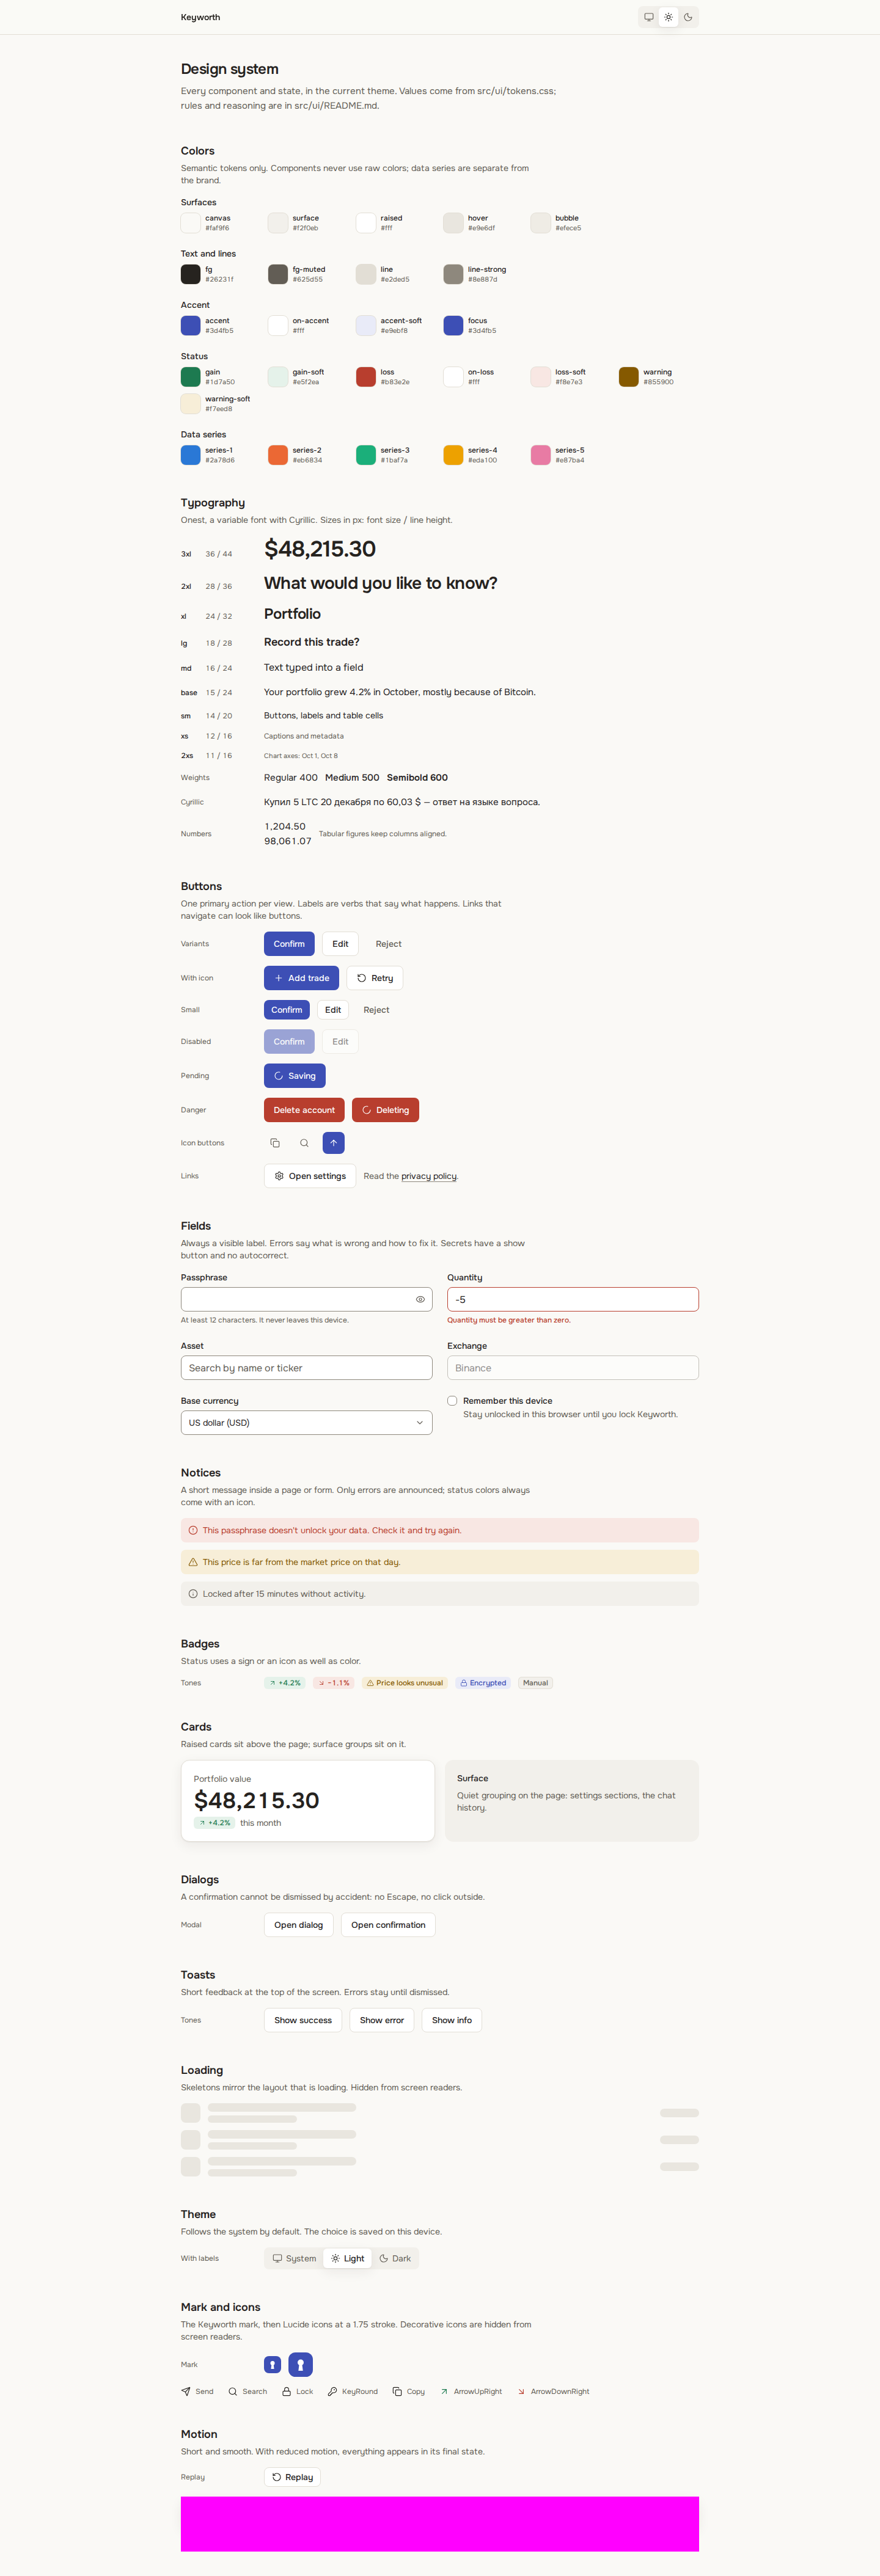 Keyworth
Design system
Every component and state, in the current theme. Values come from src/ui/tokens.css;
rules and reasoning are in src/ui/README.md.
Colors
Semantic tokens only. Components never use raw colors; data series are separate from
the brand.
Surfaces
canvas
#faf9f6
surface
#f2f0eb
raised
#fff
hover
#e9e6df
bubble
#efece5
Text and lines
fg
#26231f
fg-muted
#625d55
line
#e2ded5
line-strong
#8e887d
Accent
accent
#3d4fb5
on-accent
#fff
accent-soft
#e9ebf8
focus
#3d4fb5
Status
gain
#1d7a50
gain-soft
#e5f2ea
loss
#b83e2e
on-loss
#fff
loss-soft
#f8e7e3
warning
#855900
warning-soft
#f7eed8
Data series
series-1
#2a78d6
series-2
#eb6834
series-3
#1baf7a
series-4
#eda100
series-5
#e87ba4
Typography
Onest, a variable font with Cyrillic. Sizes in px: font size / line height.
3xl 36 / 44 $48,215.30
2xl 28 / 36 What would you like to know?
xl 24 / 32 Portfolio
lg 18 / 28 Record this trade?
md 16 / 24 Text typed into a field
base 15 / 24 Your portfolio grew 4.2% in October, mostly because of Bitcoin.
sm 14 / 20 Buttons, labels and table cells
xs 12 / 16 Captions and metadata
2xs 11 / 16 Chart axes: Oct 1, Oct 8
Weights Regular 400 Medium 500 Semibold 600
Cyrillic Купил 5 LTC 20 декабря по 60,03 $ — ответ на языке вопроса.
Numbers
1,204.50
98,061.07
Tabular figures keep columns aligned.
Buttons
One primary action per view. Labels are verbs that say what happens. Links that
navigate can look like buttons.
Variants Confirm Edit Reject
With icon Add trade Retry
Small Confirm Edit Reject
Disabled Confirm Edit
Pending Saving
Danger Delete account Deleting
Icon buttons
Links Open settings Read the privacy policy.
Fields
Always a visible label. Errors say what is wrong and how to fix it. Secrets have a show
button and no autocorrect.
Passphrase
At least 12 characters. It never leaves this device.
Quantity
-5
Quantity must be greater than zero.
Asset
Search by name or ticker
Exchange
Binance
Base currency
US dollar (USD)
Remember this device
Stay unlocked in this browser until you lock Keyworth.
Notices
A short message inside a page or form. Only errors are announced; status colors always
come with an icon.
This passphrase doesn't unlock your data. Check it and try again.
This price is far from the market price on that day.
Locked after 15 minutes without activity.
Badges
Status uses a sign or an icon as well as color.
Tones +4.2% −1.1% Price looks unusual Encrypted Manual
Cards
Raised cards sit above the page; surface groups sit on it.
Portfolio value
$48,215.30
+4.2% this month
Surface
Quiet grouping on the page: settings sections, the chat
history.
Dialogs
A confirmation cannot be dismissed by accident: no Escape, no click outside.
Modal Open dialog Open confirmation
Toasts
Short feedback at the top of the screen. Errors stay until dismissed.
Tones Show success Show error Show info
Loading
Skeletons mirror the layout that is loading. Hidden from screen readers.
Theme
Follows the system by default. The choice is saved on this device.
With labels System Light Dark
Mark and icons
The Keyworth mark, then Lucide icons at a 1.75 stroke. Decorative icons are hidden from
screen readers.
Mark
Send Search Lock KeyRound Copy ArrowUpRight ArrowDownRight
Motion
Short and smooth. With reduced motion, everything appears in its final state.
Replay Replay